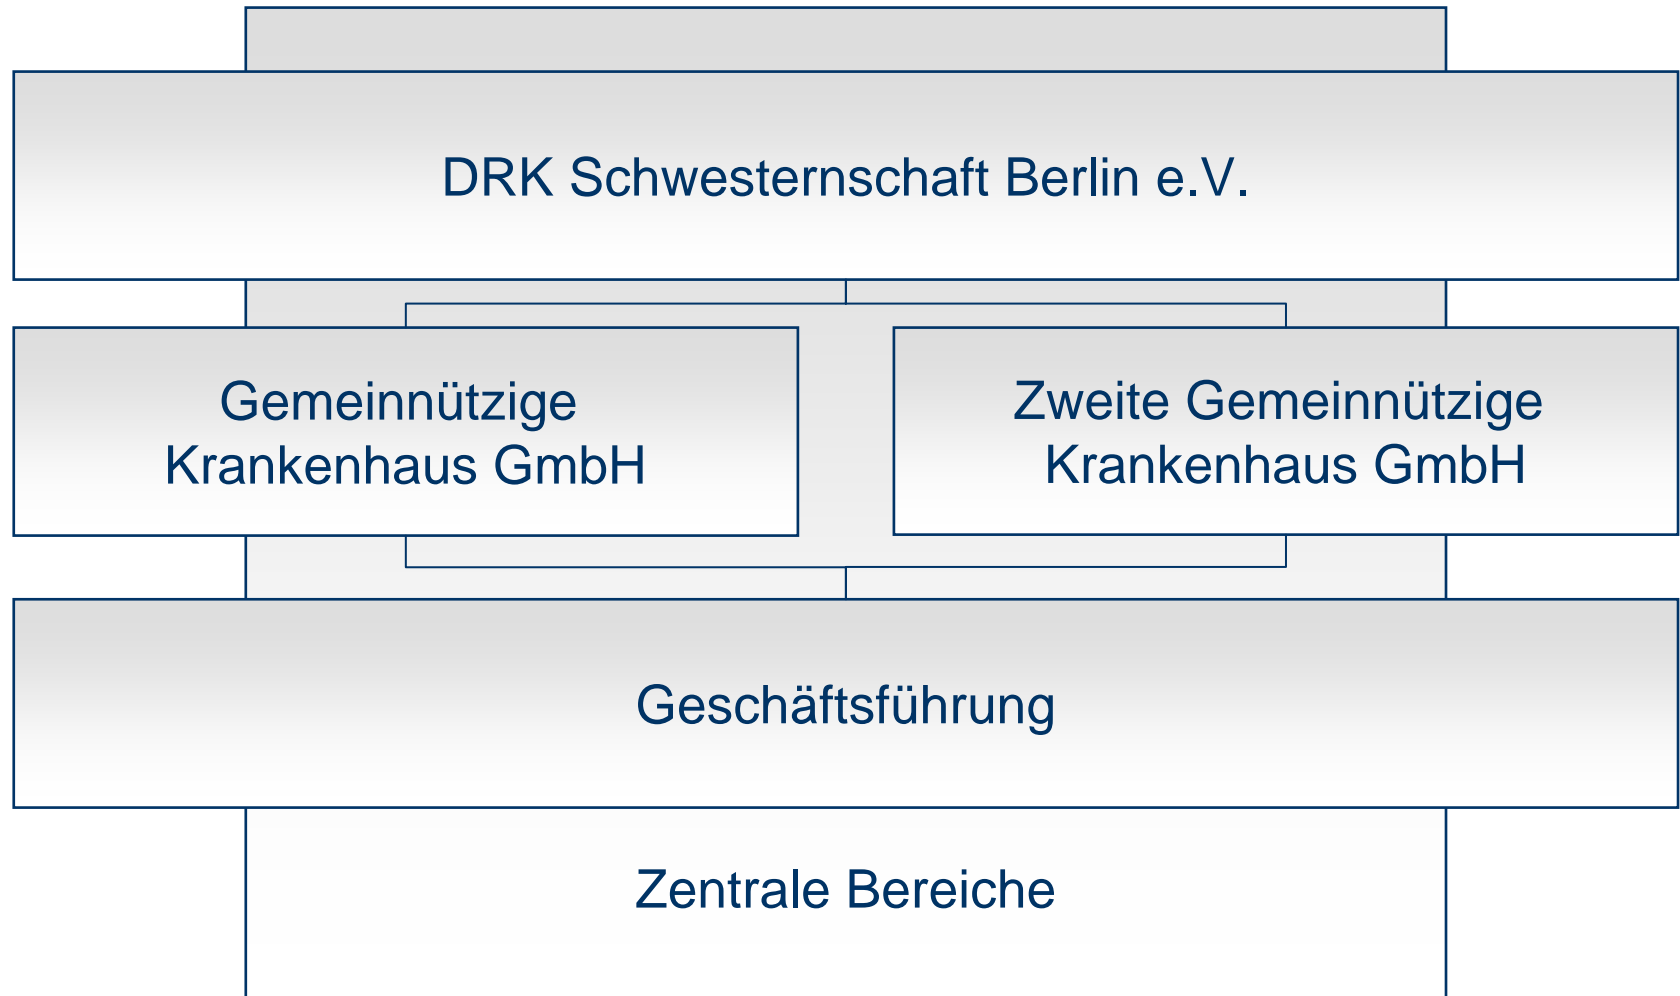 DRK Schwesternschaft Berlin e.V.
Gemeinnützige
Krankenhaus GmbH
Zweite Gemeinnützige
Krankenhaus GmbH
Geschäftsführung
Zentrale Bereiche